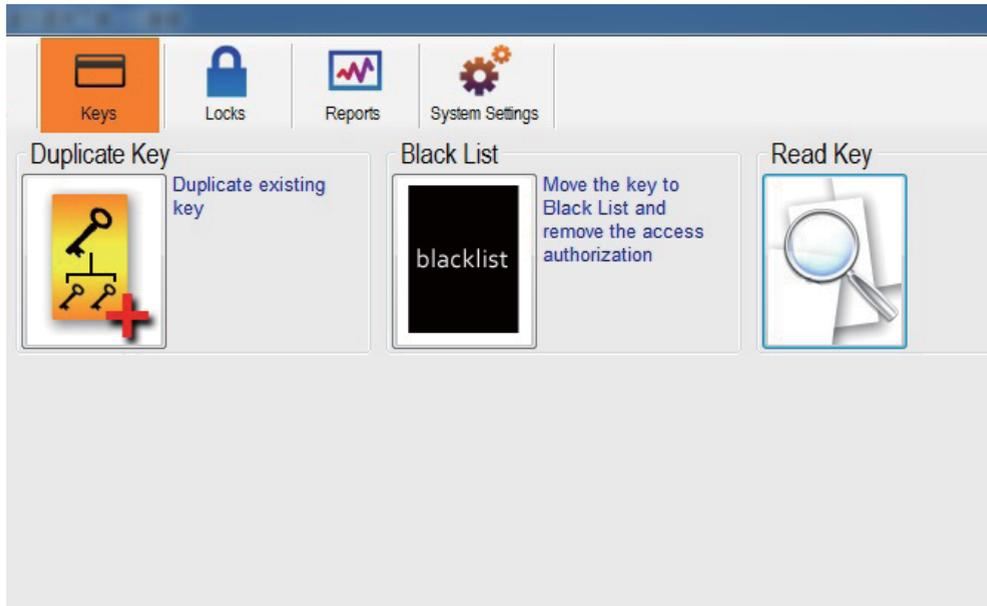 Keys
Locks
Reports
System Settings
Duplicate Key
Duplicate existing
key
Black List
blacklist
Move the key to
Black List and
remove the access
authorization
Read Key